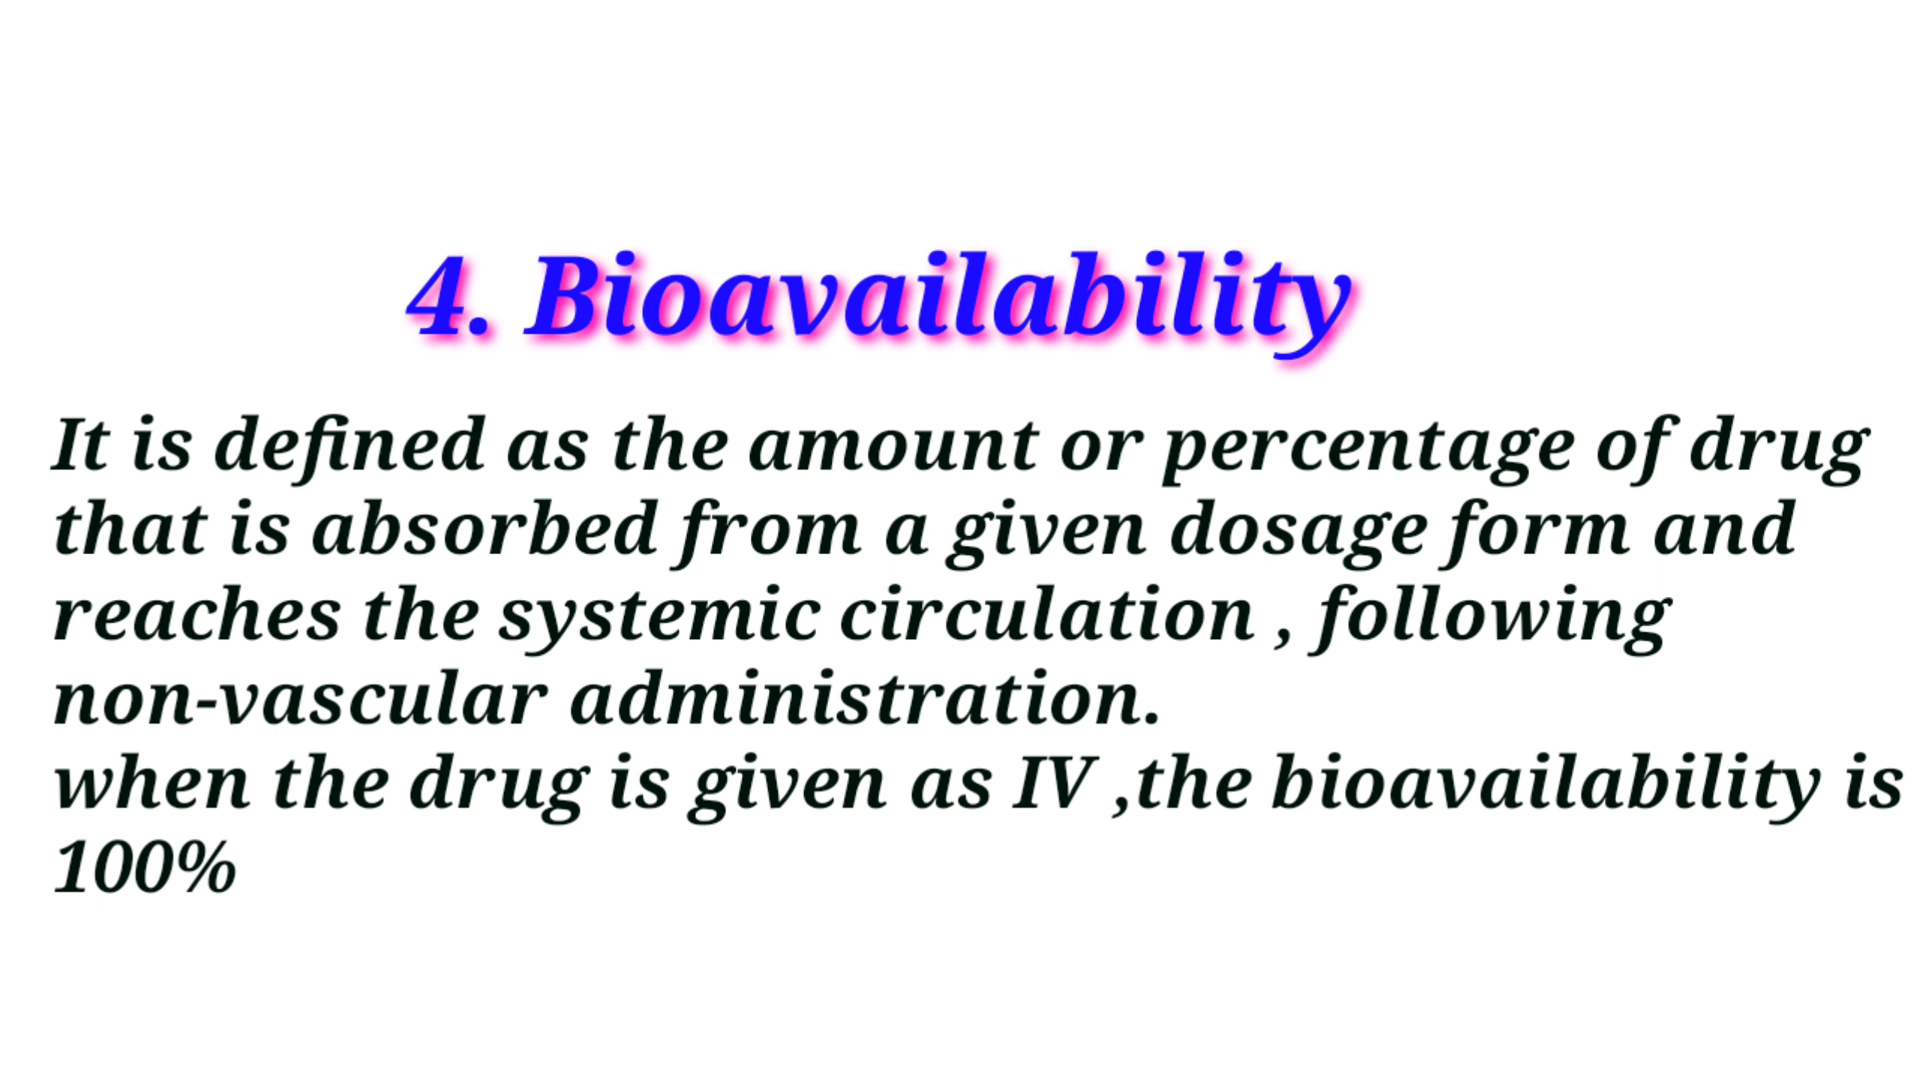 4. Bioavailability
It is defined as the amount or percentage of drug
that is absorbed from a given dosage form and
reaches the systemic circulation , following
non-vascular administration.
when the drug is given as IV ,the bioavailability is
100%